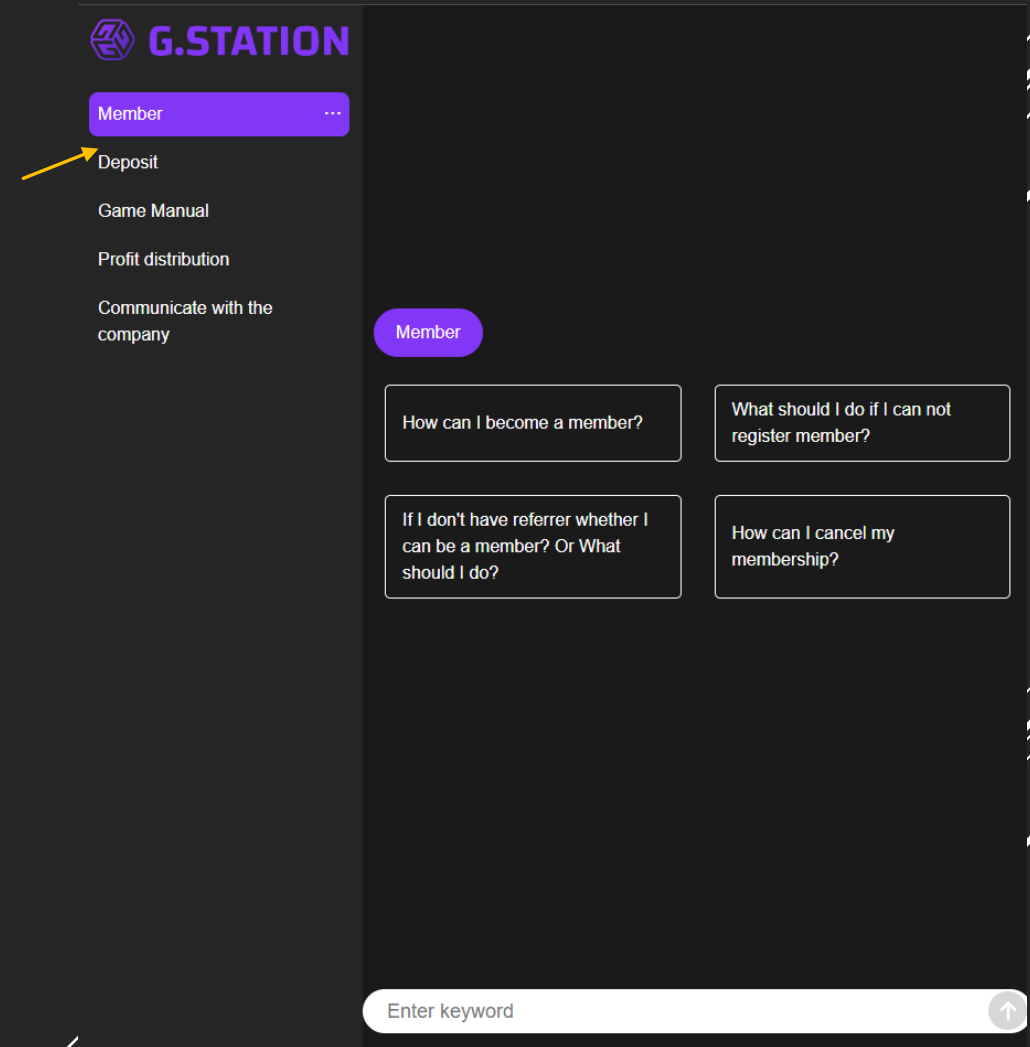 G.STATION
Member ...
Deposit
Game Manual
Profit distribution
Communicate with the
company
Member
How can I become a member?
What should I do if I can not
register member?
If I don't have referrer whether I
can be a member? Or What
should I do?
How can I cancel my
membership?
Enter keyword